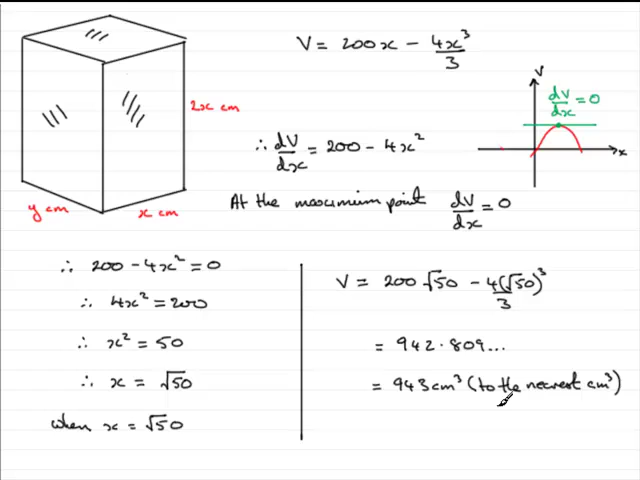 V = 200x - 4x³/3
2x cm
y cm
x cm
V
dV/dx = 0
x
∴ dV/dx = 200 - 4x²
At the maximum point dV/dx = 0
∴ 200 - 4x² = 0
∴ 4x² = 200
∴ x² = 50
∴ x = √50
when x = √50
V = 200√50 - 4(√50)³/3
= 942.809...
= 943cm³ (to the nearest cm³)